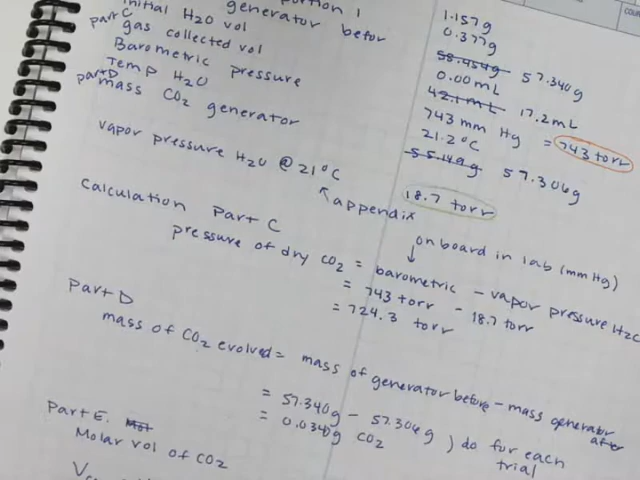 portion 1
generator before
initial H2O vol
part C
gas collected vol
Barometric pressure
Temp H2O
part D
mass CO2 generator
1.157g
0.377g
58.454g 57.340g
0.00 mL
42.1 mL 17.2mL
743 mm Hg = 743 torr
21.2°C
55.149g 57.306g
vapor pressure H2O @ 21°C
18.7 torr
appendix
Calculation Part C
on board in lab (mmHg)
pressure of dry CO2 = barometric - vapor pressure H2O
= 743 torr - 18.7 torr
= 724.3 torr
Part D
mass of CO2 evolved = mass of generator before - mass generator after
= 57.340g - 57.306g ) do for each trial
= 0.0340g CO2
Part E.
Molar vol of CO2